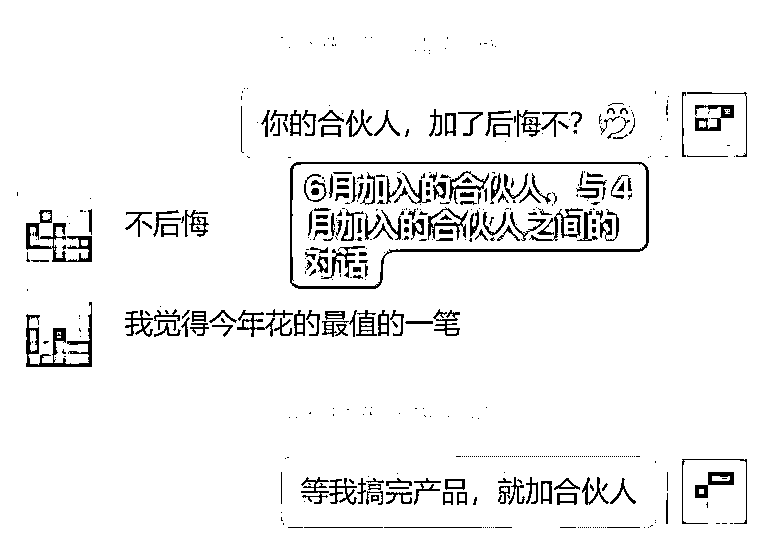 你的合伙人，加了后悔不？
6月加入的合伙人，与4
月加入的合伙人之间的
对话
不后悔
我觉得今年花的最值的一笔
等我搞完产品，就加合伙人